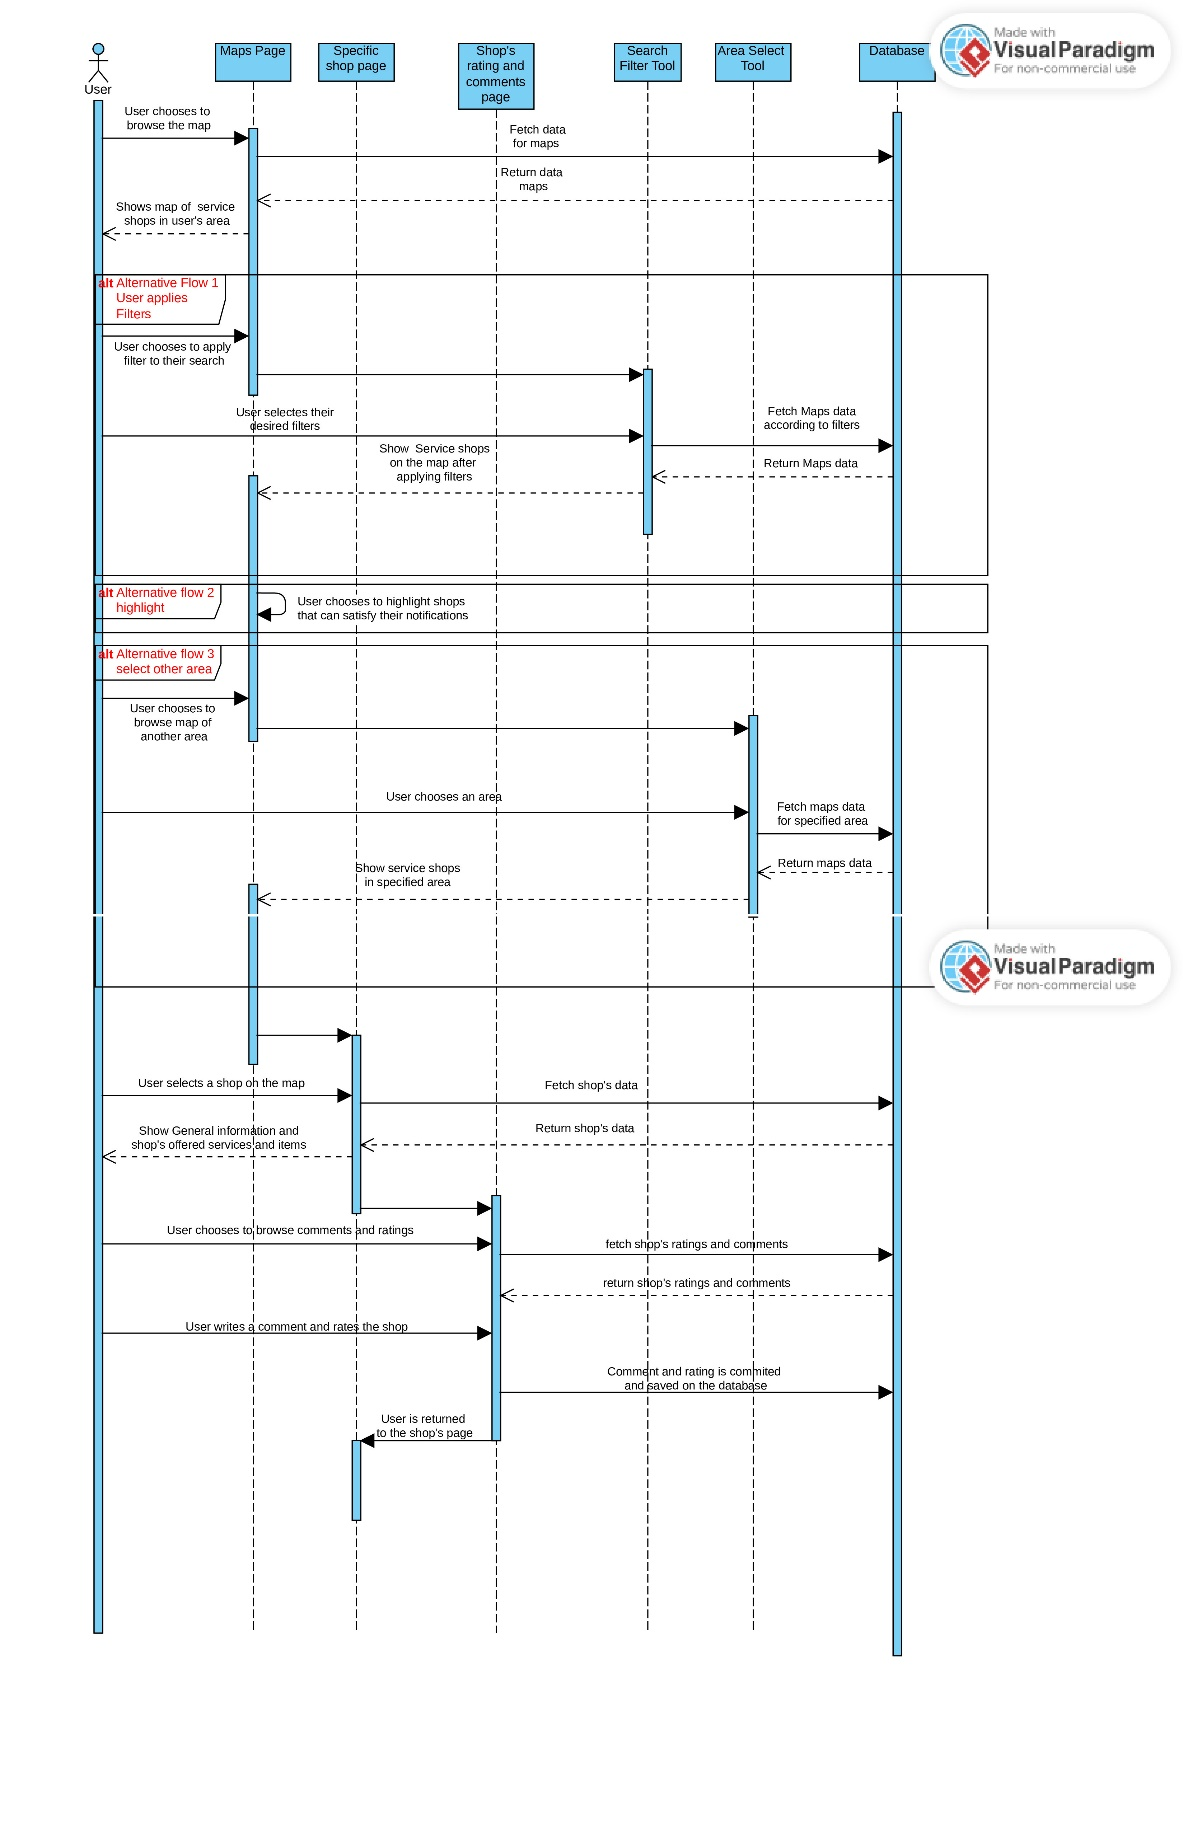 Made with
Visual Paradigm
For non-commercial use
User
Maps Page
Specific
shop page
Shop's
rating and
comments
page
Search
Filter Tool
Area Select
Tool
Database
User chooses to
browse the map
Fetch data
for maps
Return data
maps
Shows map of service
shops in user's area
alt Alternative Flow 1
User applies
Filters
User chooses to apply
filter to their search
User selectes their
desired filters
Fetch Maps data
according to filters
Show Service shops
on the map after
applying filters
Return Maps data
alt Alternative flow 2
highlight
User chooses to highlight shops
that can satisfy their notifications
alt Alternative flow 3
select other area
User chooses to
browse map of
another area
User chooses an area
Fetch maps data
for specified area
Return maps data
Show service shops
in specified area
Made with
Visual Paradigm
For non-commercial use
User selects a shop on the map
Fetch shop's data
Return shop's data
Show General information and
shop's offered services and items
User chooses to browse comments and ratings
fetch shop's ratings and comments
return shop's ratings and comments
User writes a comment and rates the shop
Comment and rating is commited
and saved on the database
User is returned
to the shop's page